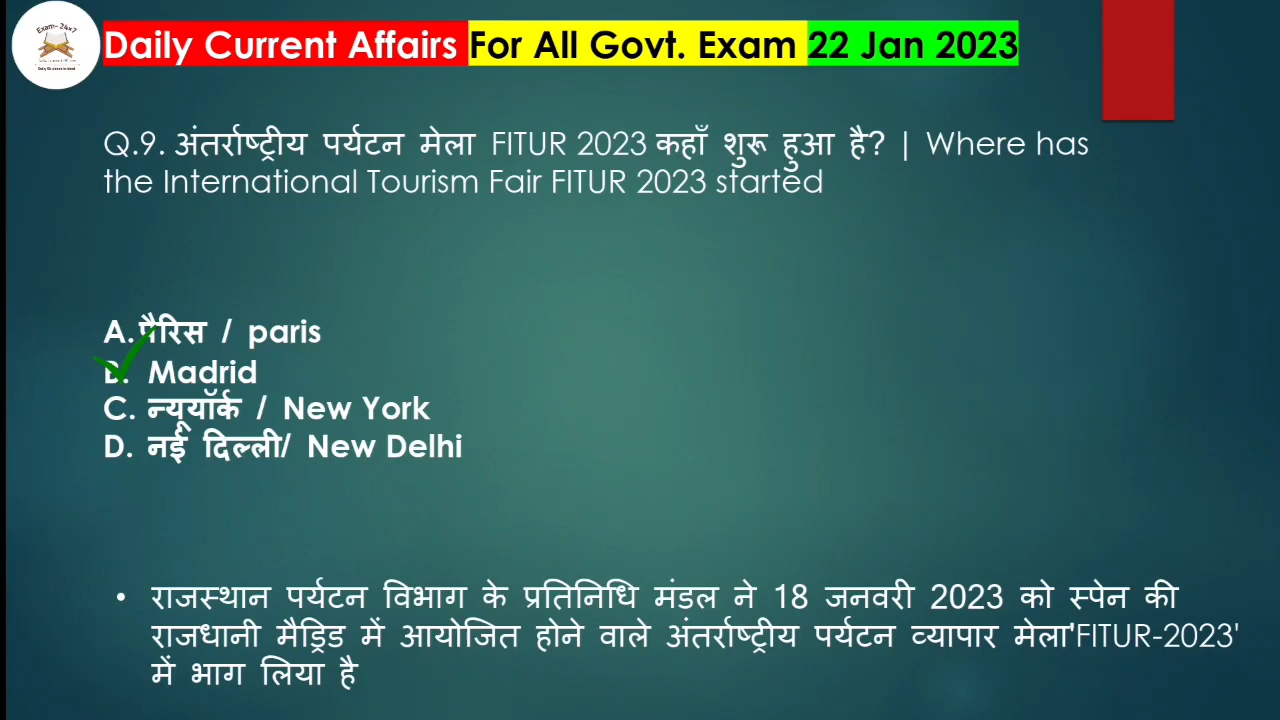 Exam- 24x7
Daily Current Affairs For All Govt. Exam 22 Jan 2023
Q.9. अंतर्राष्ट्रीय पर्यटन मेला FITUR 2023 कहाँ शुरू हुआ है? | Where has
the International Tourism Fair FITUR 2023 started
A. पैरिस / paris
B. Madrid
C. न्यूयॉर्क / New York
D. नई दिल्ली/ New Delhi
• राजस्थान पर्यटन विभाग के प्रतिनिधि मंडल ने 18 जनवरी 2023 को स्पेन की
राजधानी मैड्रिड में आयोजित होने वाले अंतर्राष्ट्रीय पर्यटन व्यापार मेला'FITUR-2023'
में भाग लिया है